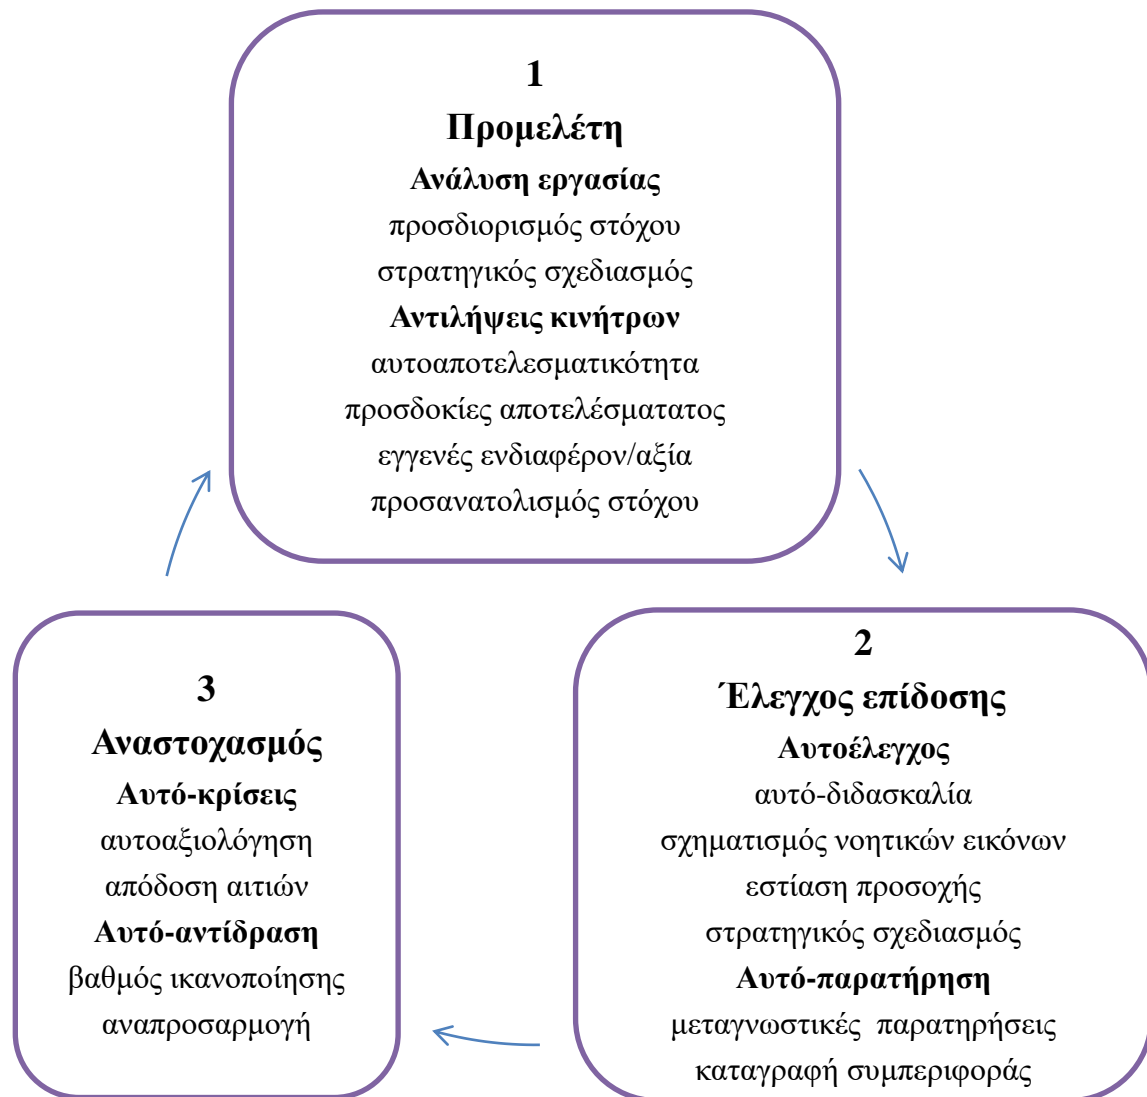 1
Προμελέτη
Ανάλυση εργασίας
προσδιορισμός στόχου
στρατηγικός σχεδιασμός
Αντιλήψεις κινήτρων
αυτοαποτελεσματικότητα
προσδοκίες αποτελέσματατος
εγγενές ενδιαφέρον/αξία
προσανατολισμός στόχου
2
Έλεγχος επίδοσης
Αυτοέλεγχος
αυτό-διδασκαλία
σχηματισμός νοητικών εικόνων
εστίαση προσοχής
στρατηγικός σχεδιασμός
Αυτό-παρατήρηση
μεταγνωστικές παρατηρήσεις
καταγραφή συμπεριφοράς
3
Αναστοχασμός
Αυτό-κρίσεις
αυτοαξιολόγηση
απόδοση αιτιών
Αυτό-αντίδραση
βαθμός ικανοποίησης
αναπροσαρμογή